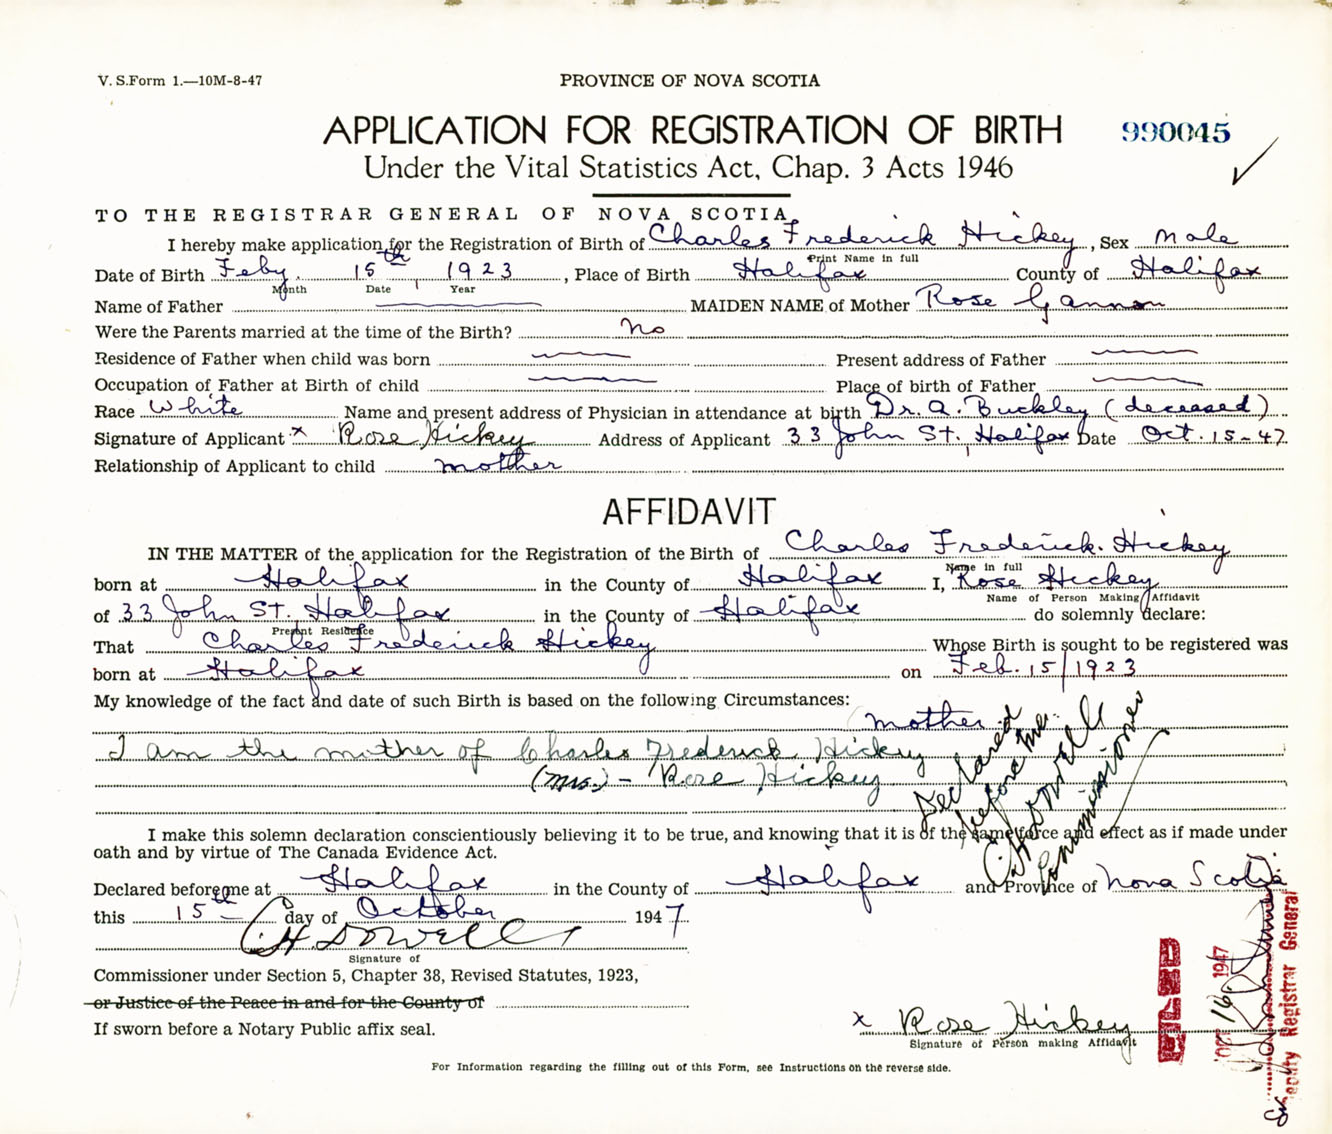 V. S.Form 1.—10M-8-47
PROVINCE OF NOVA SCOTIA
APPLICATION FOR REGISTRATION OF BIRTH 990045
Under the Vital Statistics Act, Chap. 3 Acts 1946
TO THE REGISTRAR GENERAL OF NOVA SCOTIA.
I hereby make application for the Registration of Birth of Charles Frederick Hickey, Sex Male
Print Name in full
Date of Birth Feby. 15th 1923, Place of Birth Halifax County of Halifax
Month Date Year
Name of Father MAIDEN NAME of Mother Rose Gannon
Were the Parents married at the time of the Birth? No
Residence of Father when child was born Present address of Father
Occupation of Father at Birth of child Place of birth of Father
Race White Name and present address of Physician in attendance at birth Dr. A. Buckley (deceased)
Signature of Applicant x Rose Hickey Address of Applicant 33 John St., Halifax Date Oct. 15-47
Relationship of Applicant to child mother
AFFIDAVIT
IN THE MATTER of the application for the Registration of the Birth of Charles Frederick Hickey
Name in full
born at Halifax in the County of Halifax I, Rose Hickey
Name of Person Making Affidavit
of 33 John St. Halifax in the County of Halifax do solemnly declare:
Present Residence
That Charles Frederick Hickey Whose Birth is sought to be registered was
born at Halifax on Feb. 15/1923
My knowledge of the fact and date of such Birth is based on the following Circumstances:
mother
I am the mother of Charles Frederick Hickey
(Mrs.) - Rose Hickey
Declared before me
C H Dowell
Commissioner
I make this solemn declaration conscientiously believing it to be true, and knowing that it is of the same force and effect as if made under
oath and by virtue of The Canada Evidence Act.
Declared before me at Halifax in the County of Halifax and Province of Nova Scotia
this 15th day of October 1947
C H Dowell
Signature of
Commissioner under Section 5, Chapter 38, Revised Statutes, 1923,
or Justice of the Peace in and for the County of
If sworn before a Notary Public affix seal.
x Rose Hickey
Signature of Person making Affidavit
FILED
OCT 16 1947
Deputy Registrar General
For Information regarding the filling out of this Form, see Instructions on the reverse side.